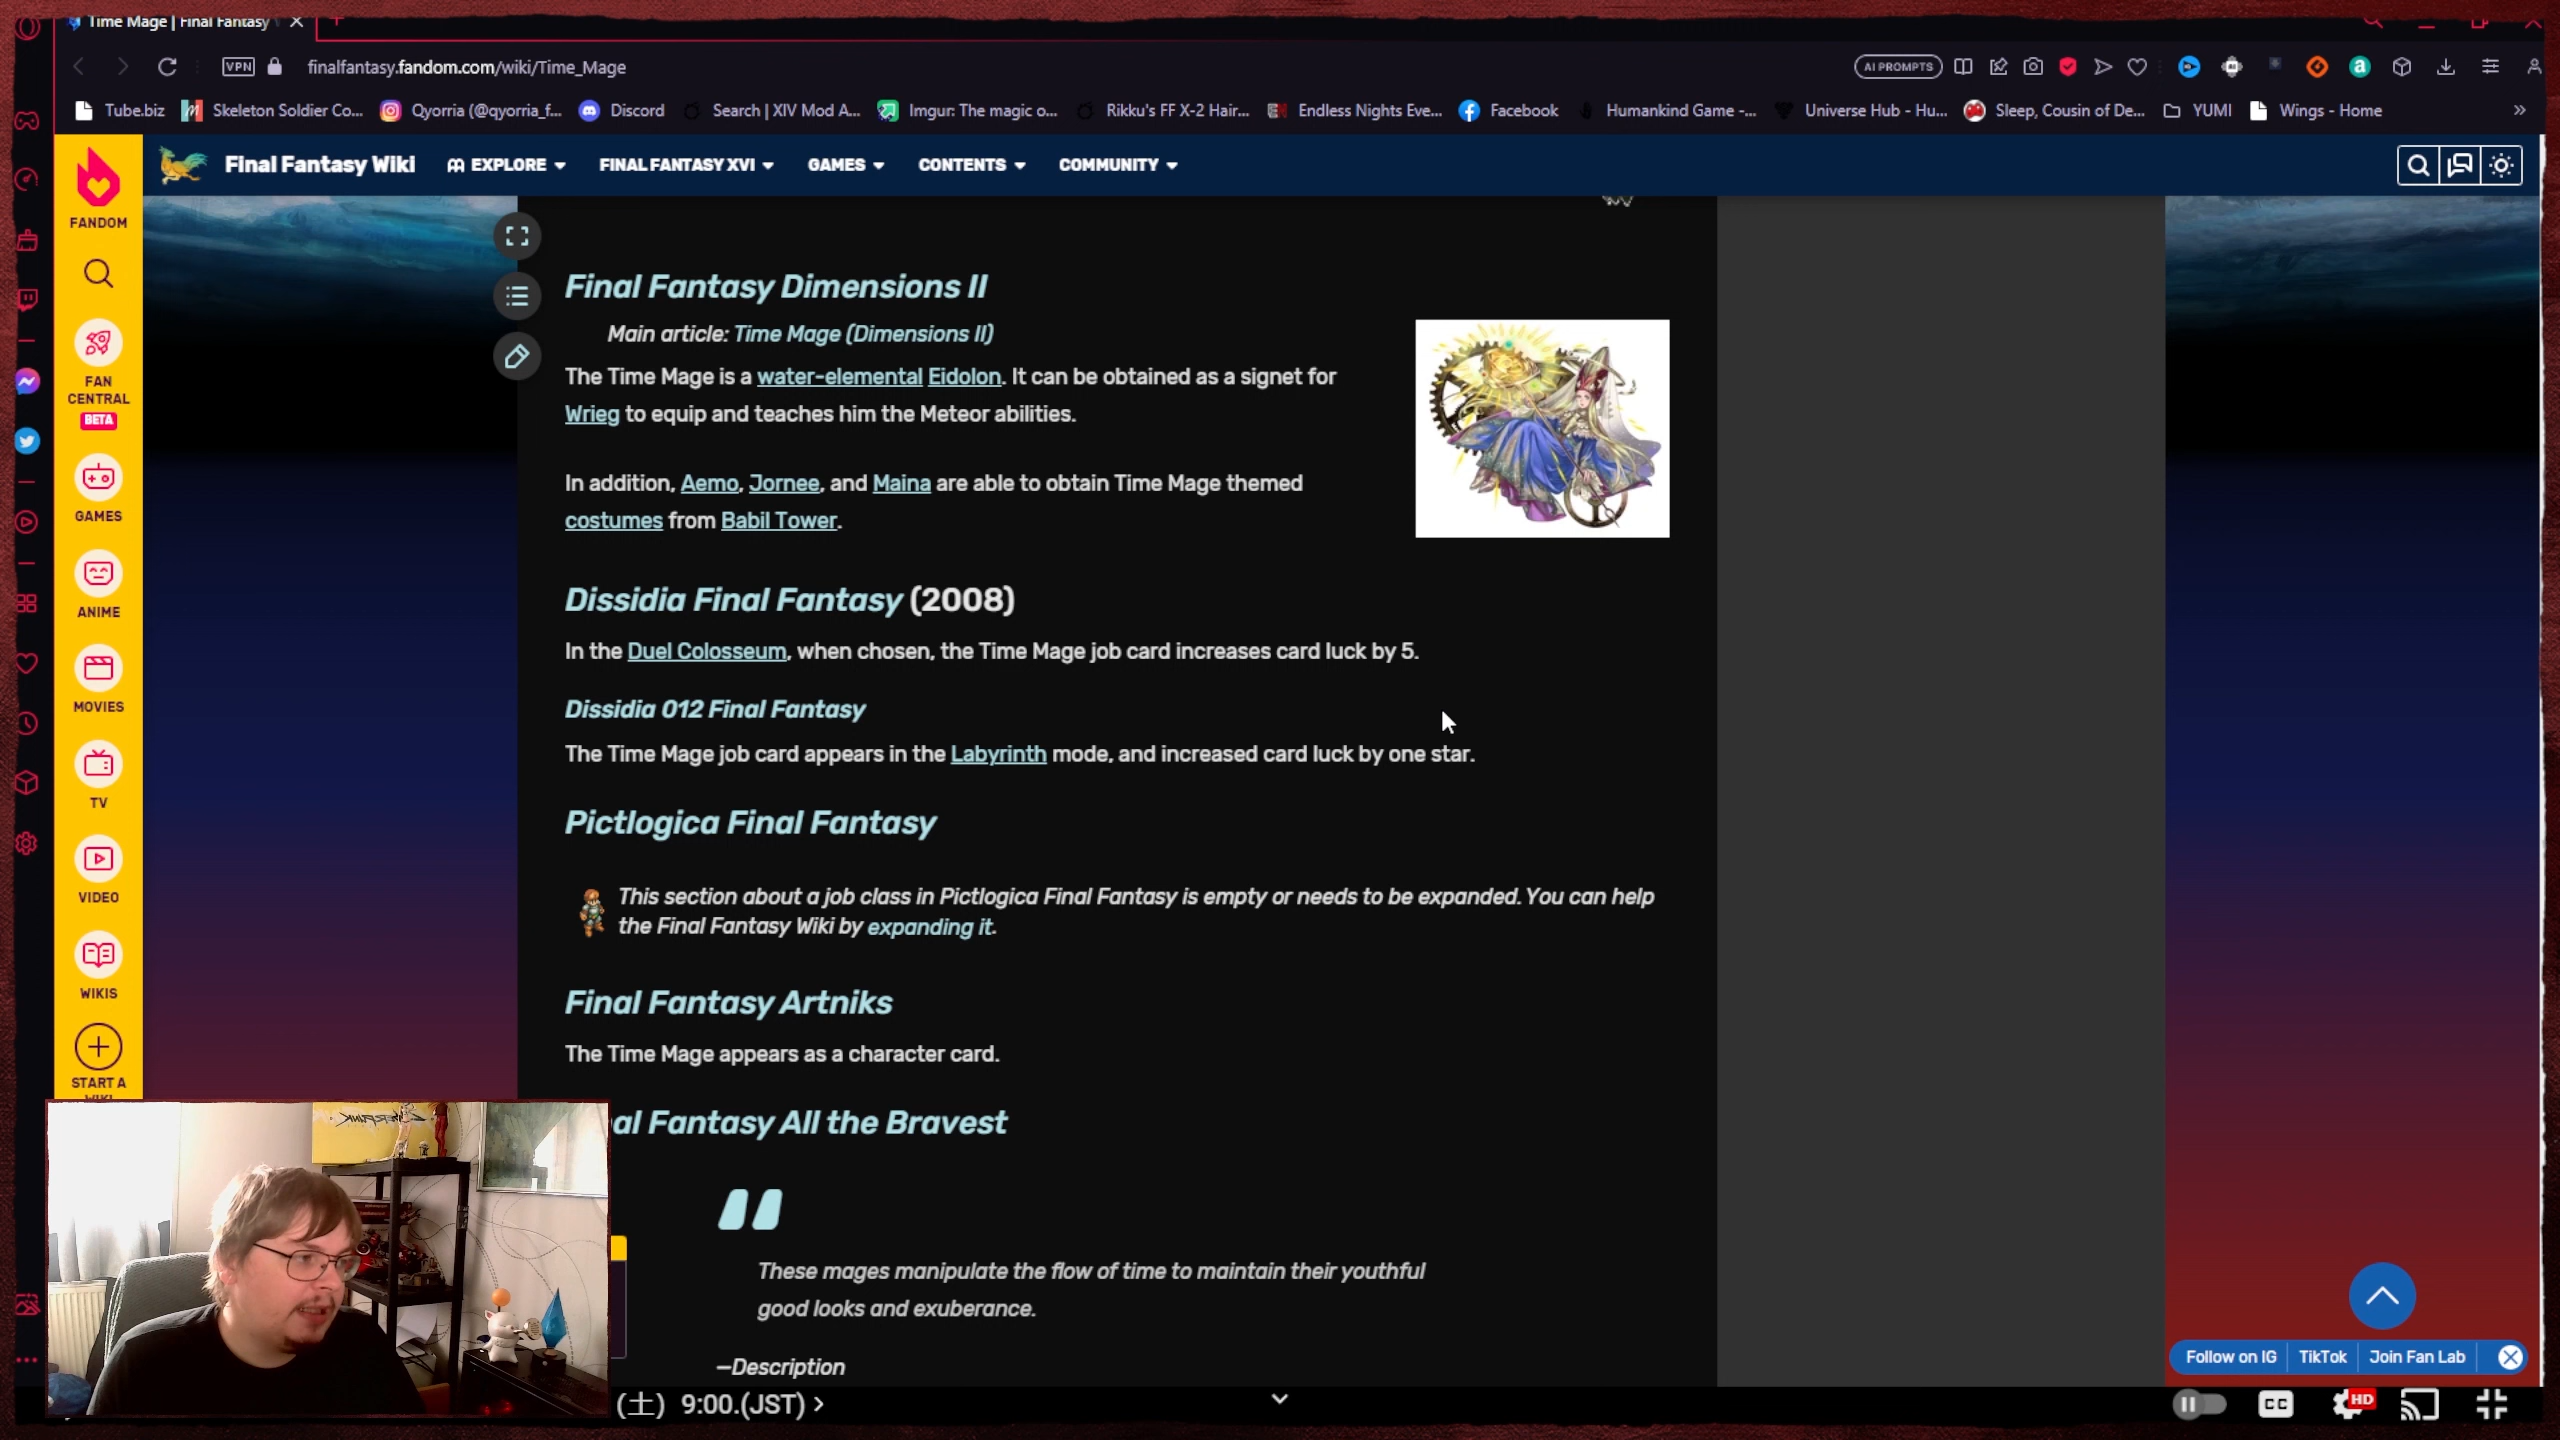 Time Mage | Final Fantasy
VPN
finalfantasy.fandom.com/wiki/Time_Mage
AI PROMPTS
Tube.biz
Skeleton Soldier Co...
Qyorria (@qyorria_f...
Discord
Search | XIV Mod A...
Imgur: The magic o...
Rikku's FF X-2 Hair...
Endless Nights Eve...
Facebook
Humankind Game -...
Universe Hub - Hu...
Sleep, Cousin of De...
YUMI
Wings - Home
»
Final Fantasy Wiki
EXPLORE
FINAL FANTASY XVI
GAMES
CONTENTS
COMMUNITY
FANDOM
FAN
CENTRAL
BETA
GAMES
ANIME
MOVIES
TV
VIDEO
WIKIS
START A
Final Fantasy Dimensions II
Main article: Time Mage (Dimensions II)
The Time Mage is a water-elemental Eidolon. It can be obtained as a signet for
Wrieg to equip and teaches him the Meteor abilities.
In addition, Aemo, Jornee, and Maina are able to obtain Time Mage themed
costumes from Babil Tower.
Dissidia Final Fantasy (2008)
In the Duel Colosseum, when chosen, the Time Mage job card increases card luck by 5.
Dissidia 012 Final Fantasy
The Time Mage job card appears in the Labyrinth mode, and increased card luck by one star.
Pictlogica Final Fantasy
This section about a job class in Pictlogica Final Fantasy is empty or needs to be expanded. You can help
the Final Fantasy Wiki by expanding it.
Final Fantasy Artniks
The Time Mage appears as a character card.
al Fantasy All the Bravest
These mages manipulate the flow of time to maintain their youthful
good looks and exuberance.
—Description
Follow on IG
TikTok
Join Fan Lab
(土) 9:00.(JST) >
CC
HD